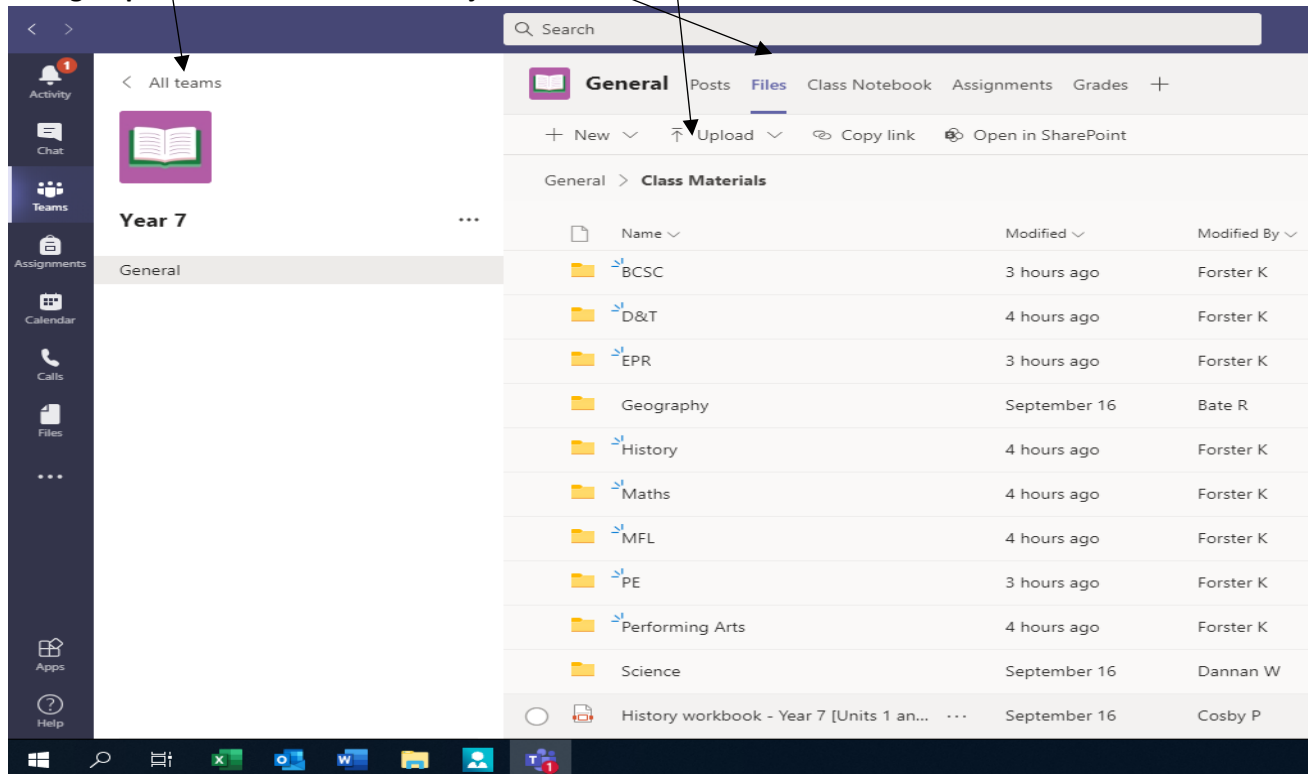 Search
1
Activity
Chat
Teams
Assignments
Calendar
Calls
Files
Apps
Help
All teams
Year 7
General
General Posts Files Class Notebook Assignments Grades
New Upload Copy link Open in SharePoint
General > Class Materials
Name Modified Modified By
BCSC 3 hours ago Forster K
D&T 4 hours ago Forster K
EPR 3 hours ago Forster K
Geography September 16 Bate R
History 4 hours ago Forster K
Maths 4 hours ago Forster K
MFL 4 hours ago Forster K
PE 3 hours ago Forster K
Performing Arts 4 hours ago Forster K
Science September 16 Dannan W
History workbook - Year 7 [Units 1 an... September 16 Cosby P
1